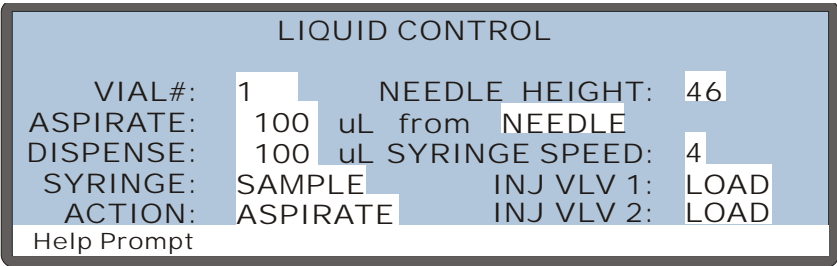 LIQUID CONTROL
VIAL#: 1 NEEDLE HEIGHT: 46
ASPIRATE: 100 uL from NEEDLE
DISPENSE: 100 uL SYRINGE SPEED: 4
SYRINGE: SAMPLE INJ VLV 1: LOAD
ACTION: ASPIRATE INJ VLV 2: LOAD
Help Prompt